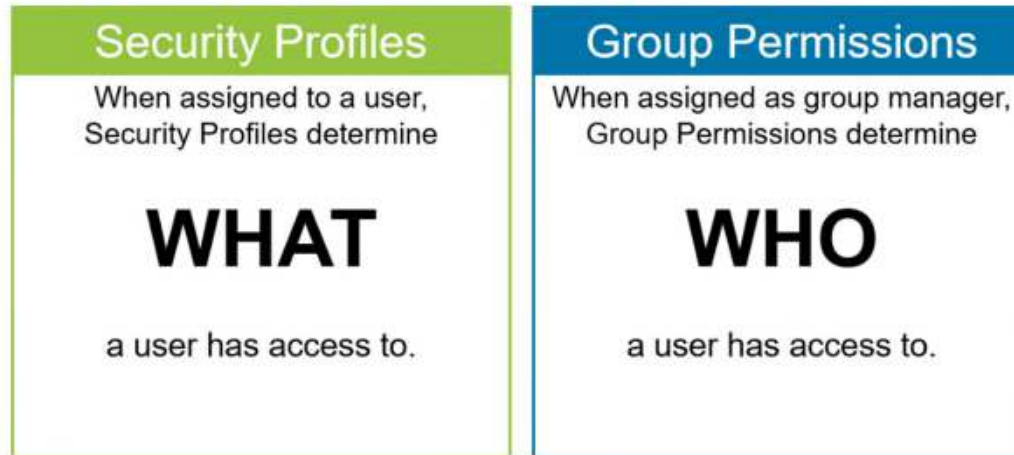 Security Profiles
When assigned to a user,
Security Profiles determine
WHAT
a user has access to.
Group Permissions
When assigned as group manager,
Group Permissions determine
WHO
a user has access to.